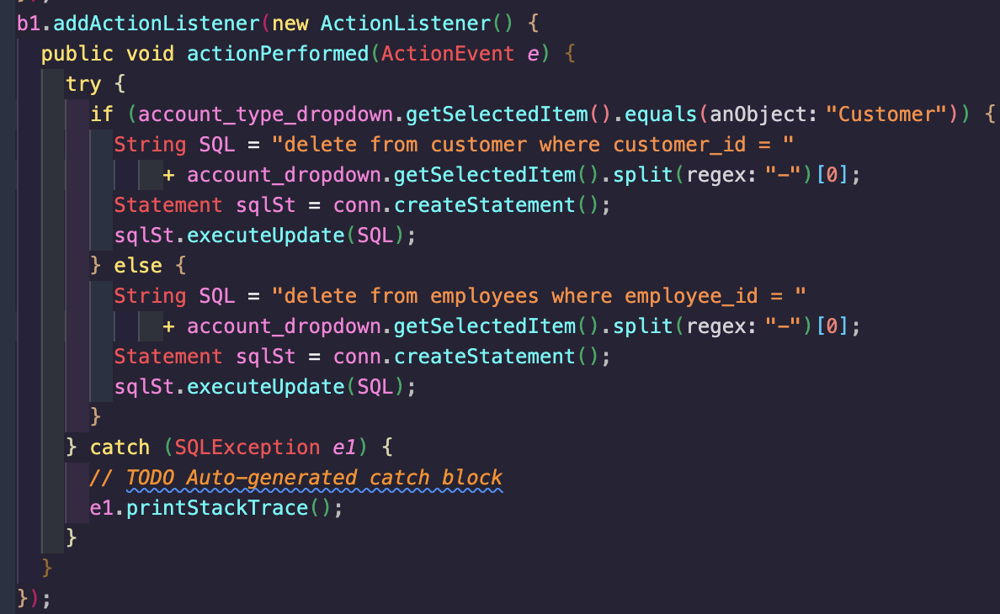 b1.addActionListener(new ActionListener() {
public void actionPerformed(ActionEvent e) {
try {
if (account_type_dropdown.getSelectedItem().equals(anObject: "Customer")) {
String SQL = "delete from customer where customer_id = "
+ account_dropdown.getSelectedItem().split(regex: "-")[0];
Statement sqlSt = conn.createStatement();
sqlSt.executeUpdate(SQL);
} else {
String SQL = "delete from employees where employee_id = "
+ account_dropdown.getSelectedItem().split(regex: "-")[0];
Statement sqlSt = conn.createStatement();
sqlSt.executeUpdate(SQL);
}
} catch (SQLException e1) {
// TODO Auto-generated catch block
e1.printStackTrace();
}
}
});